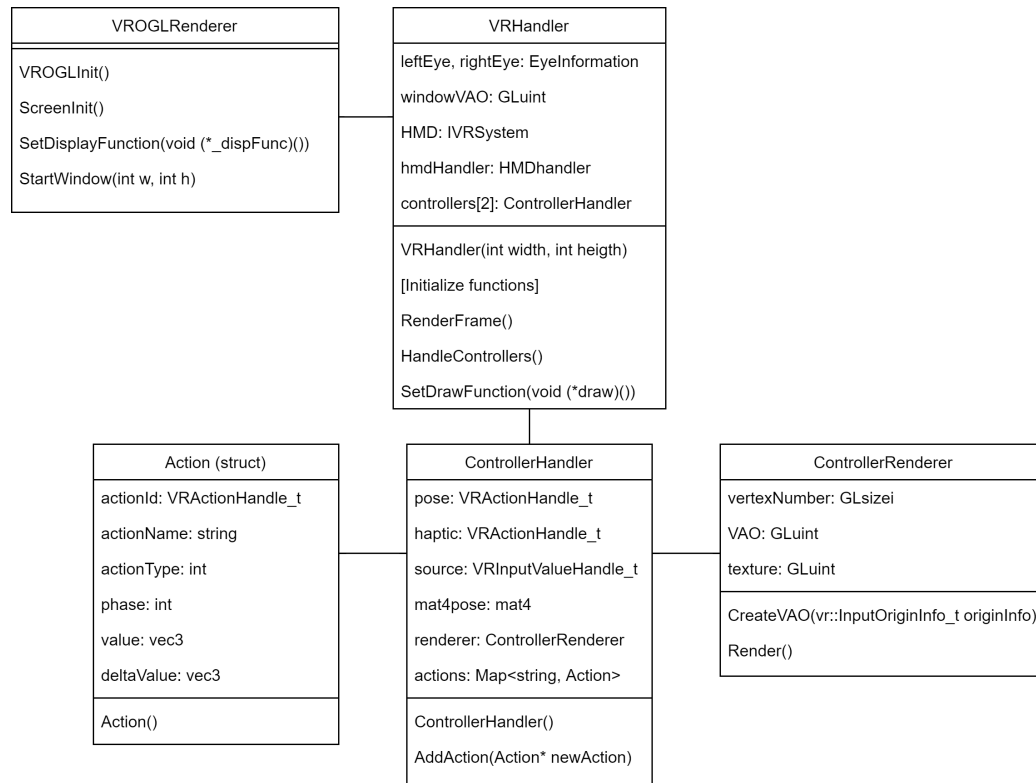 VROGLRenderer
VROGLInit()
ScreenInit()
SetDisplayFunction(void (*_dispFunc)())
StartWindow(int w, int h)
VRHandler
leftEye, rightEye: EyeInformation
windowVAO: GLuint
HMD: IVRSystem
hmdHandler: HMDhandler
controllers[2]: ControllerHandler
VRHandler(int width, int heigth)
[Initialize functions]
RenderFrame()
HandleControllers()
SetDrawFunction(void (*draw)())
Action (struct)
actionId: VRActionHandle_t
actionName: string
actionType: int
phase: int
value: vec3
deltaValue: vec3
Action()
ControllerHandler
pose: VRActionHandle_t
haptic: VRActionHandle_t
source: VRInputValueHandle_t
mat4pose: mat4
renderer: ControllerRenderer
actions: Map<string, Action>
ControllerHandler()
AddAction(Action* newAction)
ControllerRenderer
vertexNumber: GLsizei
VAO: GLuint
texture: GLuint
CreateVAO(vr::InputOriginInfo_t originInfo)
Render()